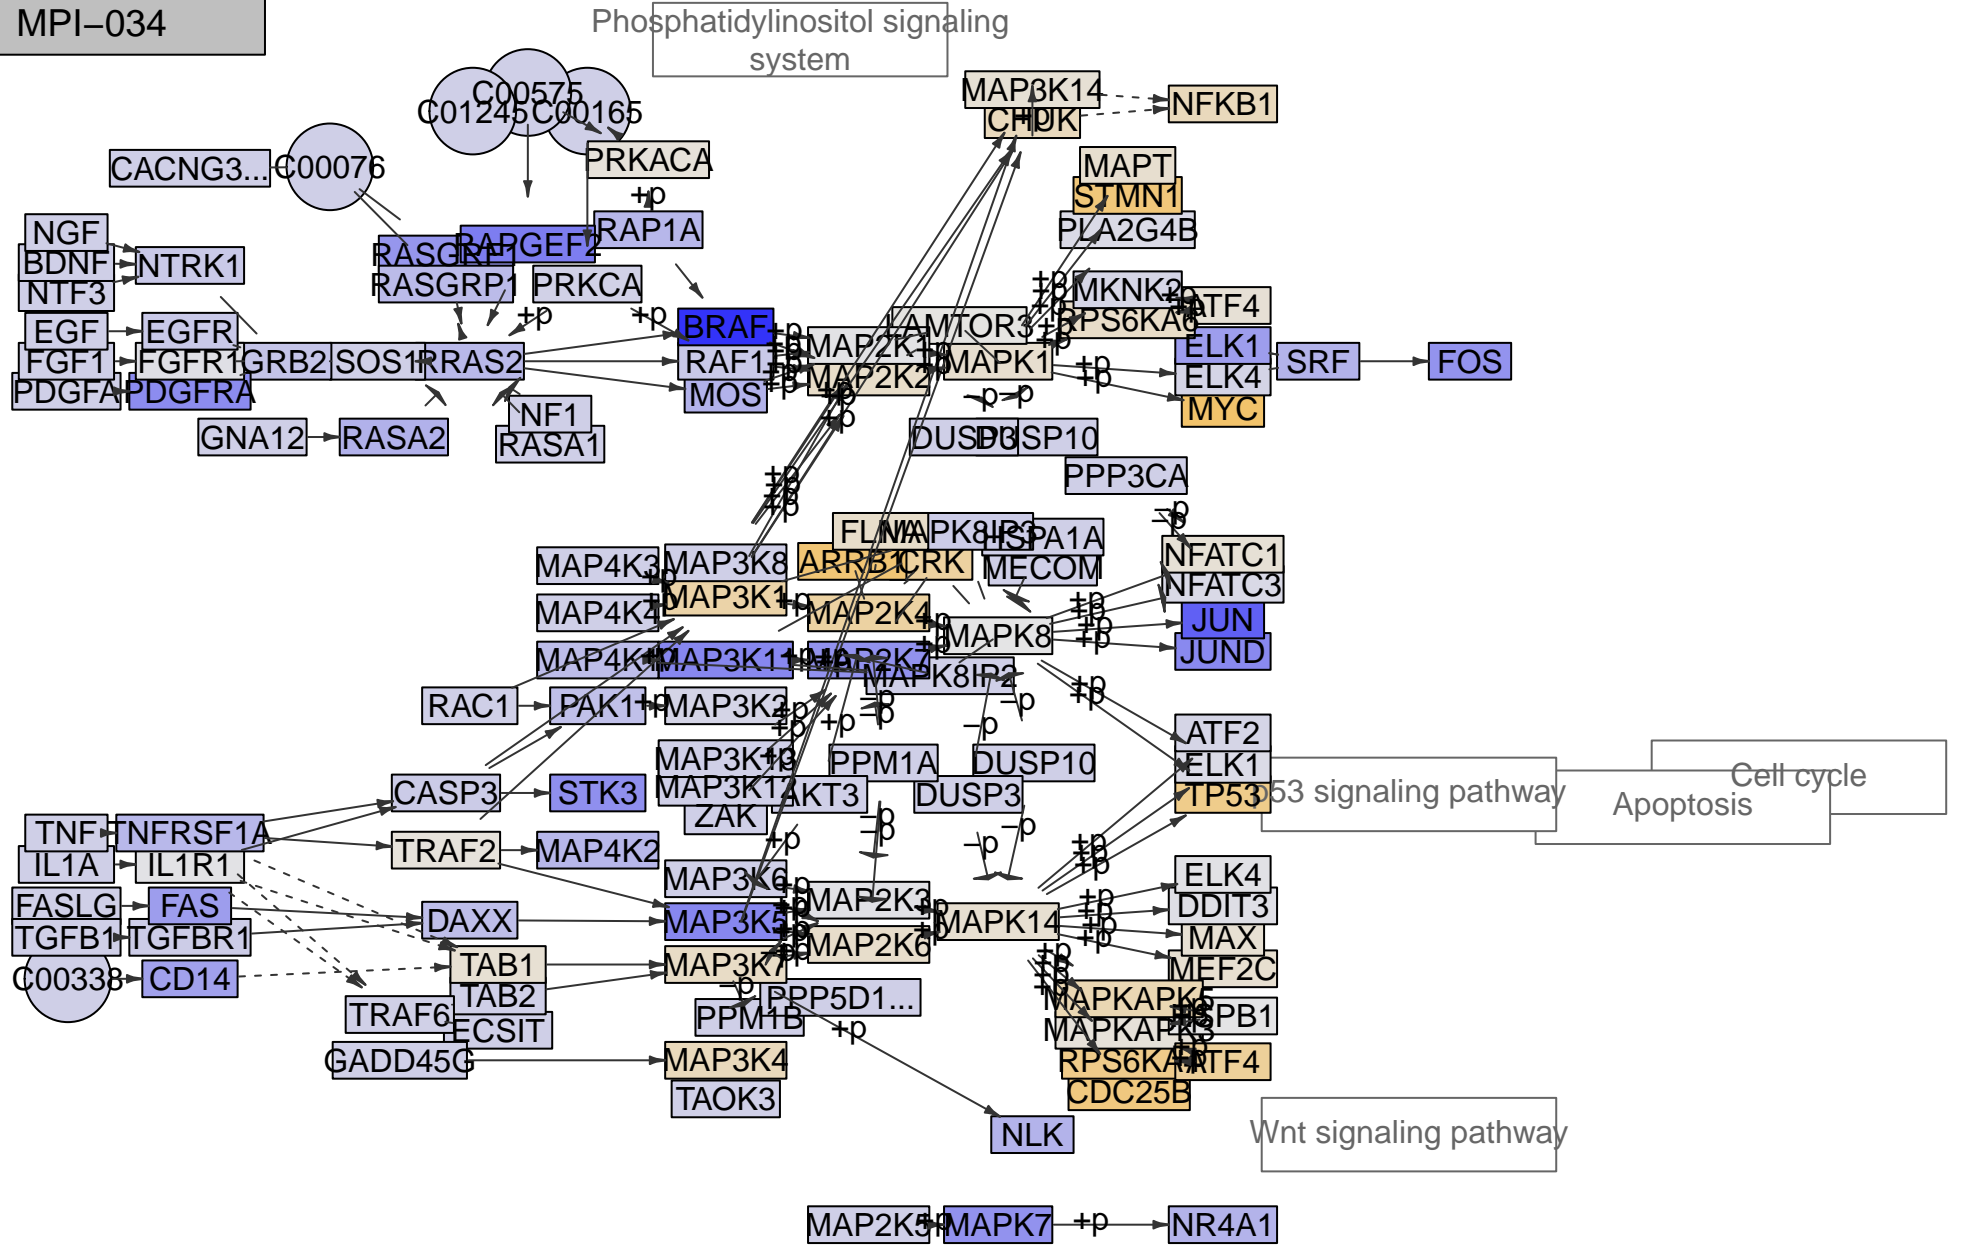 MPI−034
Phosphatidylinositol signaling
system
C00575
C01245
C00165
MAP3K14
CHUK
+p
NFKB1
CACNG3...
C00076
PRKACA
+p
MAPT
STMN1
PLA2G4B
NGF
BDNF
NTF3
NTRK1
RASGRF1
RAPGEF2
RAP1A
RASGRP1
PRKCA
+p
+p
+p
+p
+p
MKNK2
+p
ATF4
EGF
EGFR
BRAF
+p
LAMTOR3
+p
RPS6KA6
FGF1
FGFR1
GRB2
SOS1
RRAS2
RAF1
+p
MAP2K1
MAPK1
+p
+p
ELK1
ELK4
MYC
SRF
FOS
PDGFA
PDGFRA
MOS
+p
MAP2K2
+p
GNA12
RASA2
NF1
RASA1
+p
+p
−p
−p
DUSP3
DUSP10
PPP3CA
+p
+p
+p
−p
−p
FLNA
MAPK8IP3
HSPA1A
MAP4K3
MAP3K8
ARRB1
CRK
MECOM
NFATC1
NFATC3
+p
MAP3K1
+p
MAP4K4
+p
MAP2K4
+p
MAPK8
+p
+p
+p
JUN
JUND
MAP3K11
+p
MAP2K7
+p
MAPK8IP2
RAC1
PAK1
+p
MAP3K2
+p
+p
+p
−p
−p
−p
−p
+p
+p
ATF2
ELK1
TP53
MAP3K13
+p
MAP3K12
ZAK
AKT3
PPM1A
DUSP10
DUSP3
CASP3
STK3
p53 signaling pathway
Apoptosis
Cell cycle
TNF
TNFRSF1A
IL1A
IL1R1
TRAF2
MAP4K2
+p
−p
−p
−p
−p
+p
+p
+p
FASLG
FAS
TGFB1
TGFBR1
DAXX
MAP3K6
+p
MAP3K5
+p
MAP2K3
+p
MAP2K6
+p
MAPK14
+p
+p
+p
+p
ELK4
DDIT3
MAX
MEF2C
C00338
CD14
TAB1
TAB2
MAP3K7
+p
−p
PPP5D1...
PPM1B
+p
TRAF6
ECSIT
GADD45G
MAP3K4
TAOK3
+p
+p
+p
MAPKAPK5
MAPKAPK3
HSPB1
+p
+p
ATF4
CDC25B
NLK
Wnt signaling pathway
MAP2K5
+p
MAPK7
+p
NR4A1